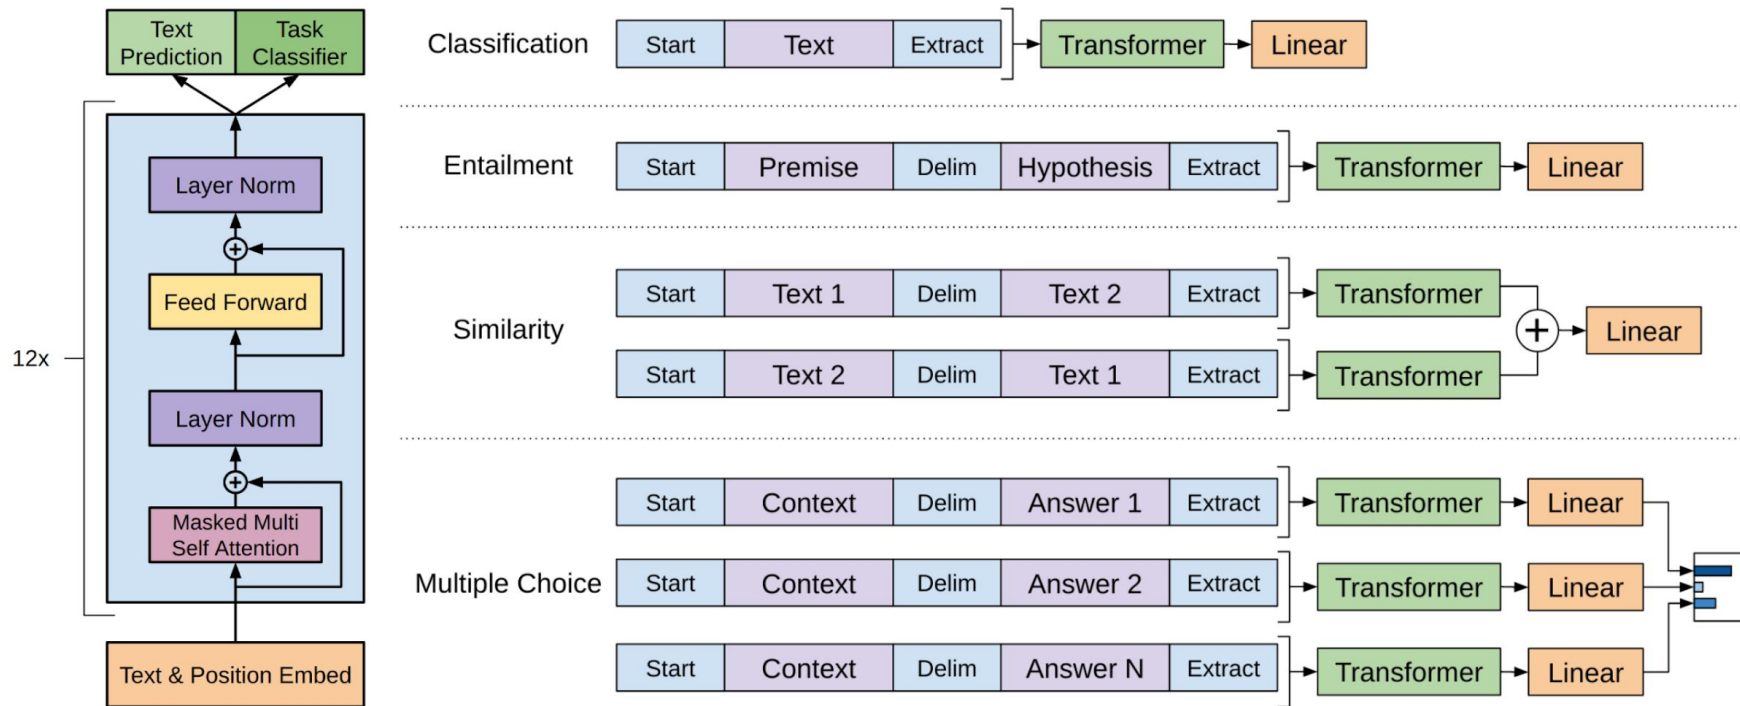 Text
Prediction
Task
Classifier
12x
Layer Norm
Feed Forward
Layer Norm
Masked Multi
Self Attention
Text & Position Embed
Classification Start Text Extract Transformer Linear
Entailment Start Premise Delim Hypothesis Extract Transformer Linear
Similarity
Start Text 1 Delim Text 2 Extract Transformer
+ Linear
Start Text 2 Delim Text 1 Extract Transformer
Multiple Choice
Start Context Delim Answer 1 Extract Transformer Linear
Start Context Delim Answer 2 Extract Transformer Linear
Start Context Delim Answer N Extract Transformer Linear